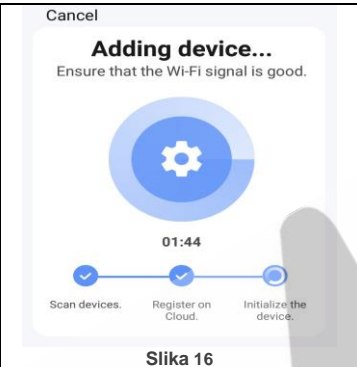 Cancel
Adding device...
Ensure that the Wi-Fi signal is good.
01:44
Scan devices.
Register on
Cloud.
Initialize the
device.
Slika 16